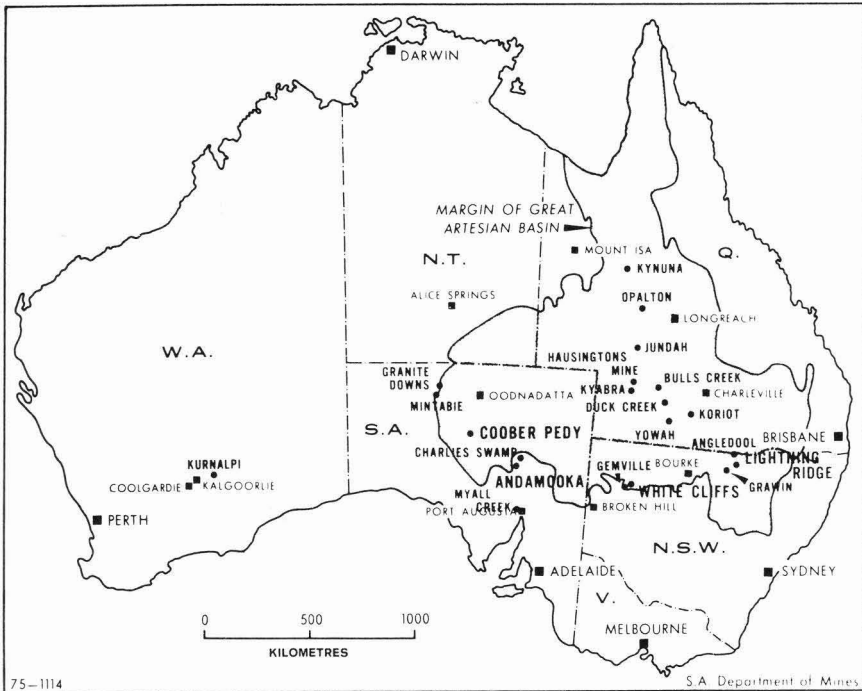 DARWIN
MARGIN OF GREAT
ARTESIAN BASIN
MOUNT ISA
Q.
KYNUNA
N.T.
ALICE SPRINGS
OPALTON
LONGREACH
W.A.
HAUSINGTONS
MINE
JUNDAH
GRANITE
DOWNS
MINTABIE
OODNADATTA
KYABRA
BULLS CREEK
CHARLEVILLE
DUCK CREEK
KORIOT
YOWAH
S.A.
COOBER PEDY
ANGLEDOOL
BRISBANE
CHARLIES SWAMP
LIGHTNING
RIDGE
KURNALPI
COOLGARDIE
KALGOORLIE
ANDAMOOKA
GEMVILLE
BOURKE
GRAWIN
WHITE CLIFFS
MYALL
CREEK
PORT AUGUSTA
BROKEN HILL
PERTH
N.S.W.
ADELAIDE
SYDNEY
V.
MELBOURNE
0 500 1000
KILOMETRES
75-1114
S.A. Department of Mines